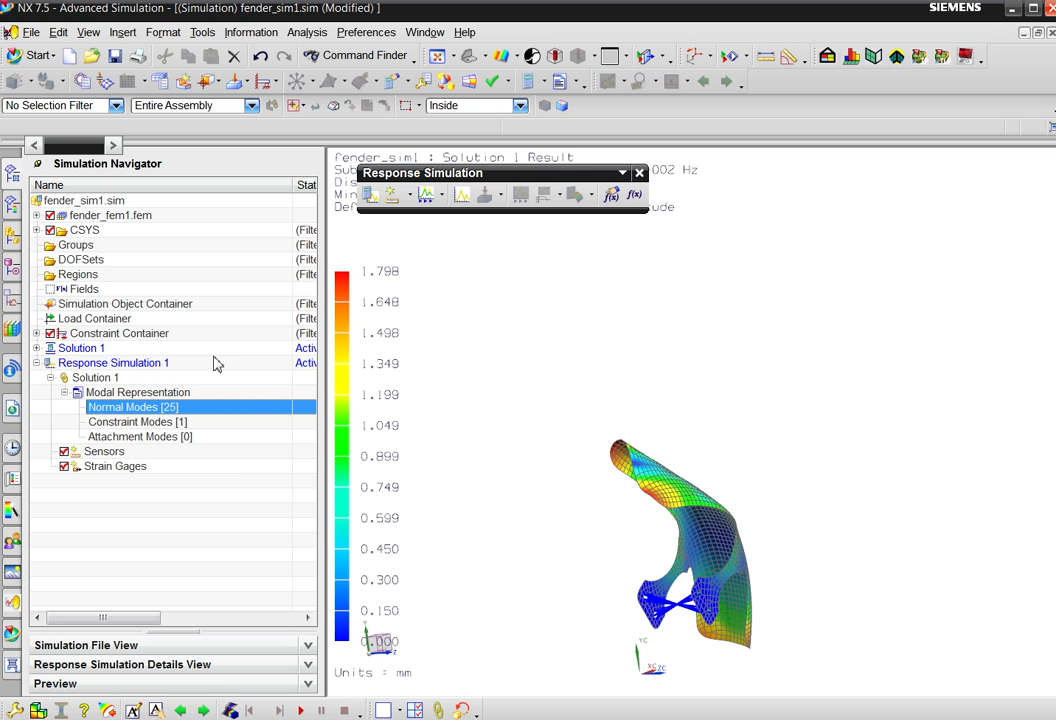 NX 7.5 - Advanced Simulation - [(Simulation) fender_sim1.sim (Modified) ]
SIEMENS
File Edit View Insert Format Tools Information Analysis Preferences Window Help
Start
Command Finder
No Selection Filter
Entire Assembly
Inside
Simulation Navigator
Name
Stat
fender_sim1.sim
fender_fem1.fem
CSYS
(Filte
Groups
(Filte
DOFSets
(Filte
Regions
(Filte
Fields
Simulation Object Container
(Filte
Load Container
(Filte
Constraint Container
(Filte
Solution 1
Activ
Response Simulation 1
Activ
Solution 1
Modal Representation
Normal Modes [25]
Constraint Modes [1]
Attachment Modes [0]
Sensors
Strain Gages
Simulation File View
Response Simulation Details View
Preview
fender_sim1 : Solution 1 Result
Response Simulation
002 Hz
f(x)
f(x)
1.798
1.648
1.498
1.349
1.199
1.049
0.899
0.749
0.599
0.450
0.300
0.150
0.000
Units = mm
YC
XC
ZC